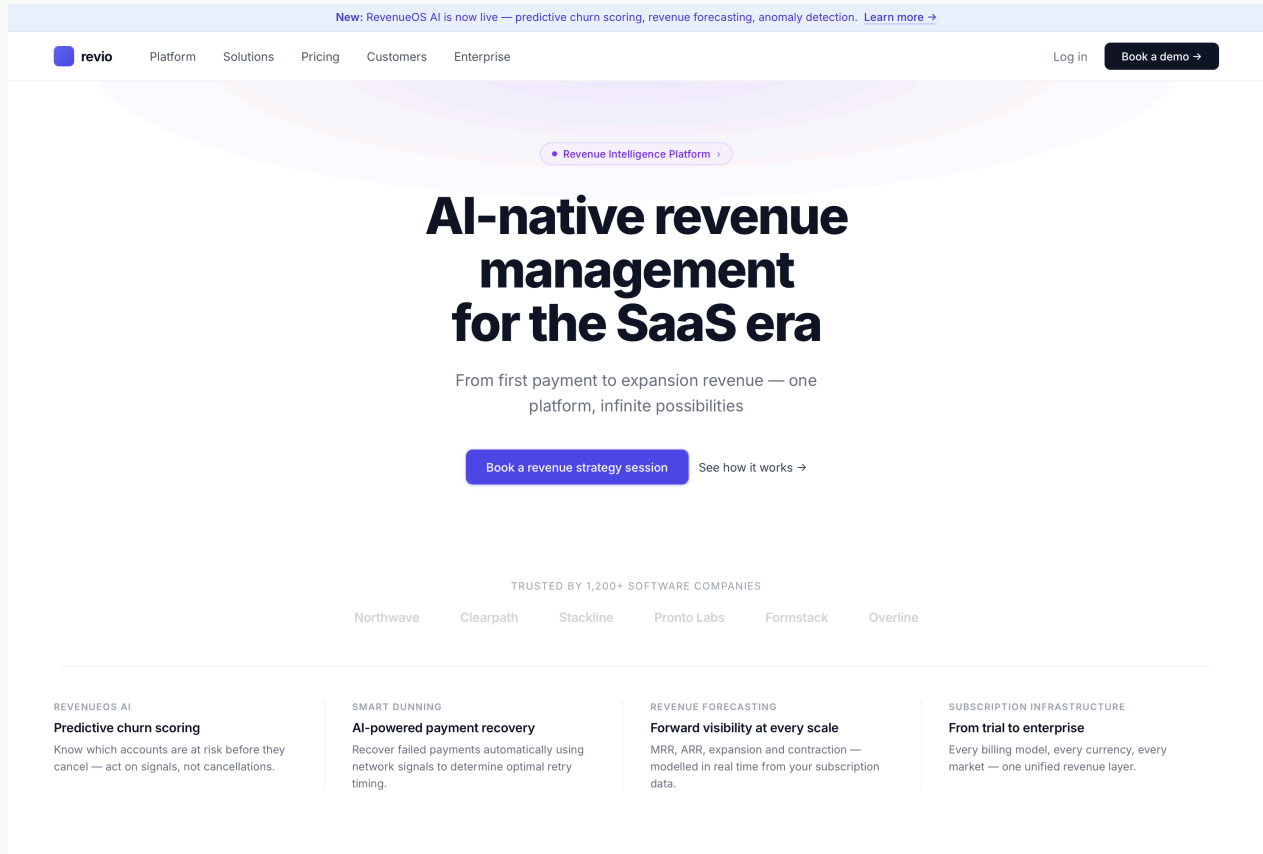 New: RevenueOS AI is now live — predictive churn scoring, revenue forecasting, anomaly detection. Learn more →
revio Platform Solutions Pricing Customers Enterprise Log in Book a demo →
Revenue Intelligence Platform ›
AI-native revenue
management
for the SaaS era
From first payment to expansion revenue — one
platform, infinite possibilities
Book a revenue strategy session See how it works →
TRUSTED BY 1,200+ SOFTWARE COMPANIES
Northwave Clearpath Stackline Pronto Labs Formstack Overline
REVENUEOS AI
Predictive churn scoring
Know which accounts are at risk before they
cancel — act on signals, not cancellations.
SMART DUNNING
AI-powered payment recovery
Recover failed payments automatically using
network signals to determine optimal retry
timing.
REVENUE FORECASTING
Forward visibility at every scale
MRR, ARR, expansion and contraction —
modelled in real time from your subscription
data.
SUBSCRIPTION INFRASTRUCTURE
From trial to enterprise
Every billing model, every currency, every
market — one unified revenue layer.